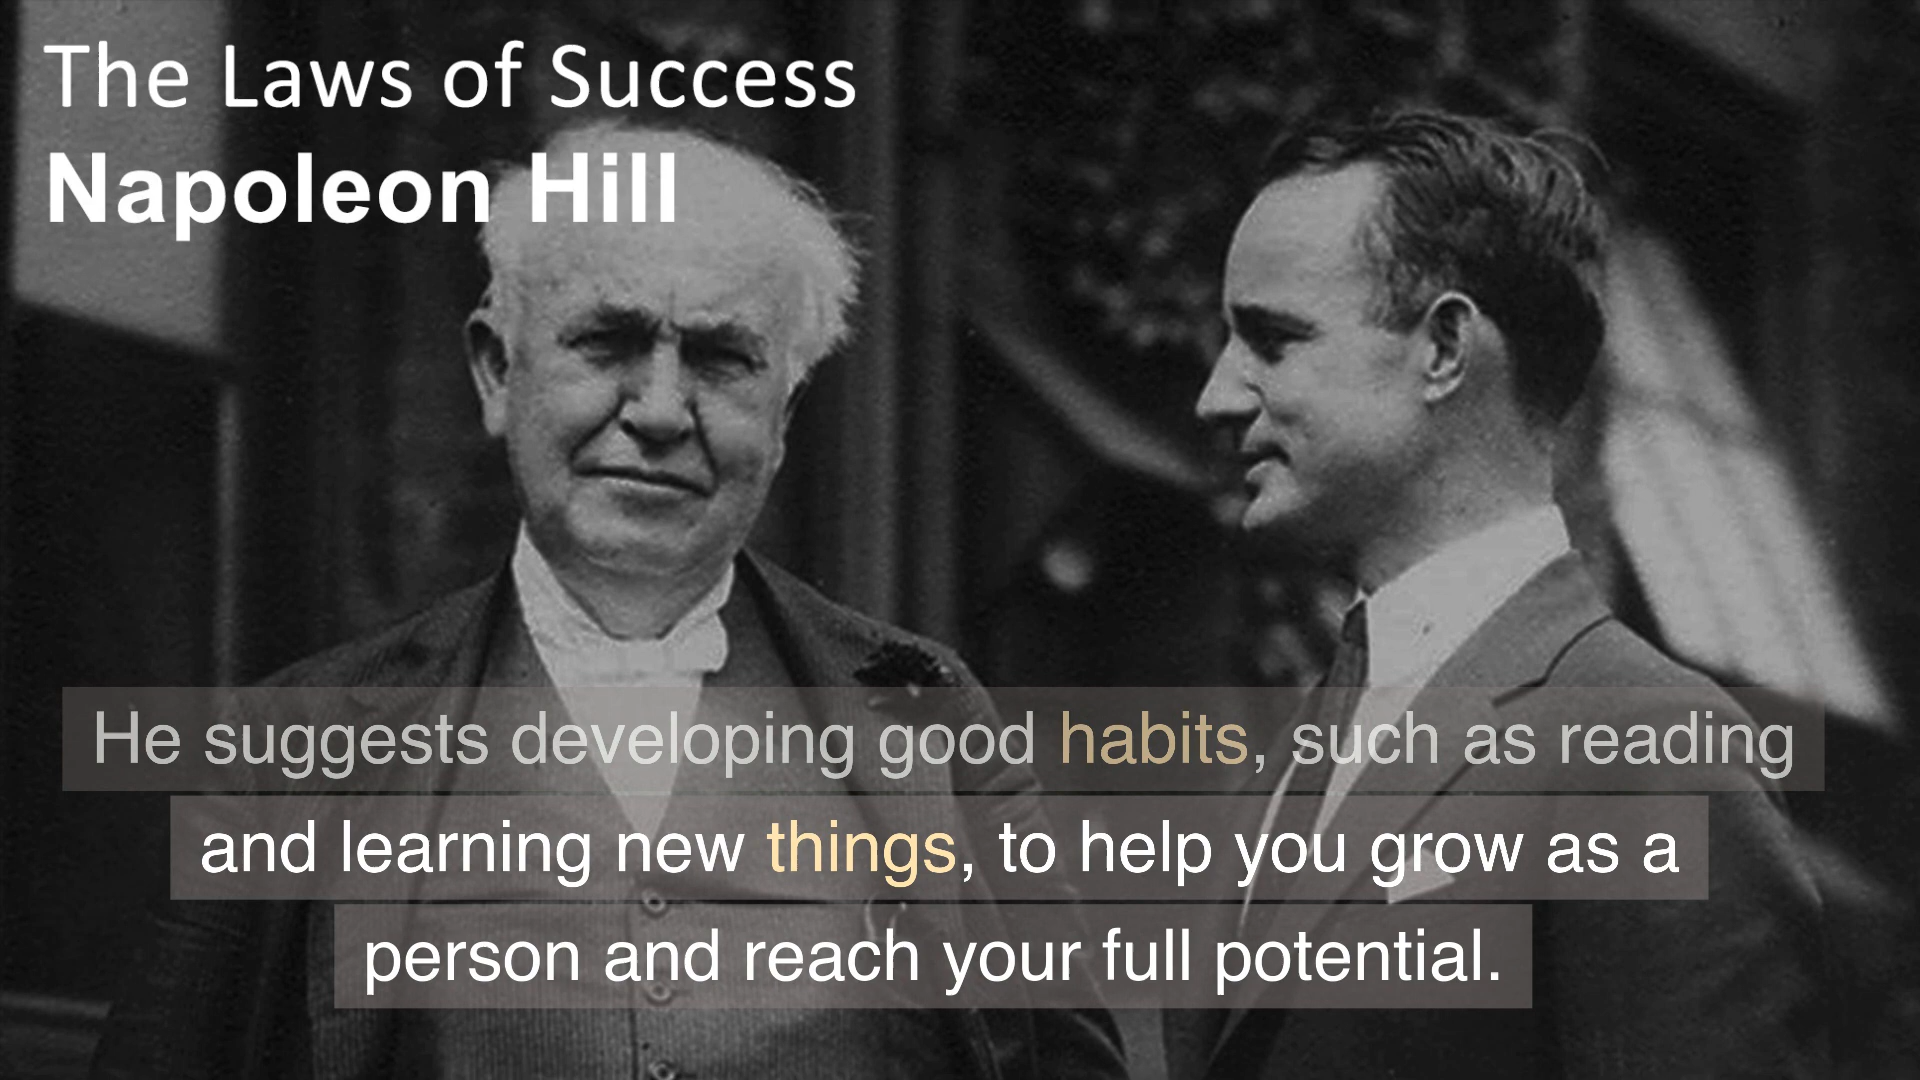 The Laws of Success
Napoleon Hill
He suggests developing good habits, such as reading
and learning new things, to help you grow as a
person and reach your full potential.